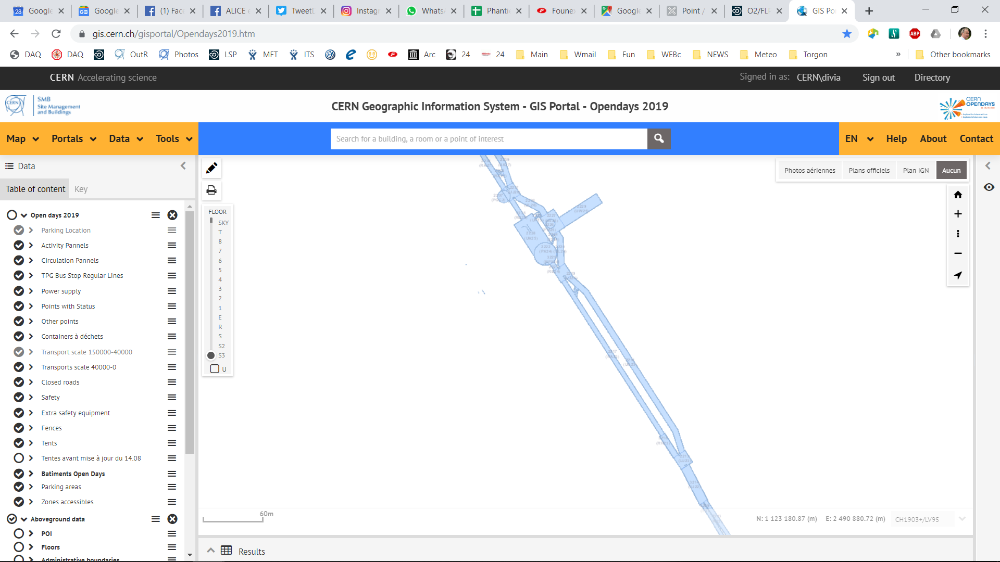 Google
Google
(1) Fac
ALICE
Tweet
Instagr
Whats
Phanti
Foune
Google
Point /
O2/FLP
GIS Po
gis.cern.ch/gisportal/Opendays2019.htm
DAQ DAQ OutR Photos LSP MFT ITS Arc 24 24 Main Wmail Fun WEBc NEWS Meteo Torgon » Other bookmarks
CERN Accelerating science
Signed in as: CERN\divia Sign out Directory
CERN
SMB
Site Management
and Buildings
CERN Geographic Information System - GIS Portal - Opendays 2019
CERN
OPENDAYS
Map Portals Data Tools
Search for a building, a room or a point of interest
EN Help About Contact
Data
Table of content Key
Open days 2019
Parking Location
Activity Pannels
Circulation Pannels
TPG Bus Stop Regular Lines
Power supply
Points with Status
Other points
Containers à déchets
Transport scale 150000-40000
Transports scale 40000-0
Closed roads
Safety
Extra safety equipment
Fences
Tents
Tentes avant mise à jour du 14.08
Batiments Open Days
Parking areas
Zones accessibles
Aboveground data
POI
Floors
Administrative boundaries
FLOOR
SKY
T
8
7
6
5
4
3
2
1
E
R
S
S2
S3
U
Photos aériennes Plans officiels Plan IGN Aucun
60m
N: 1 123 180.87 (m) E: 2 490 880.72 (m) CH1903+/LV95
Results